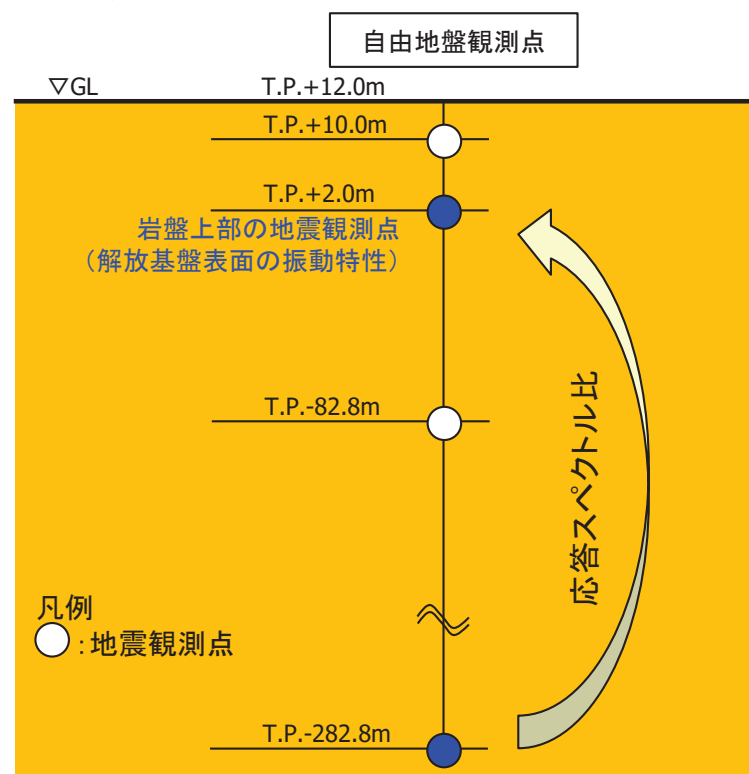 自由地盤観測点
▽GL
T.P.+12.0m
T.P.+10.0m
T.P.+2.0m
岩盤上部の地震観測点
（解放基盤表面の振動特性）
T.P.-82.8m
応答スペクトル比
凡例
：地震観測点
T.P.-282.8m